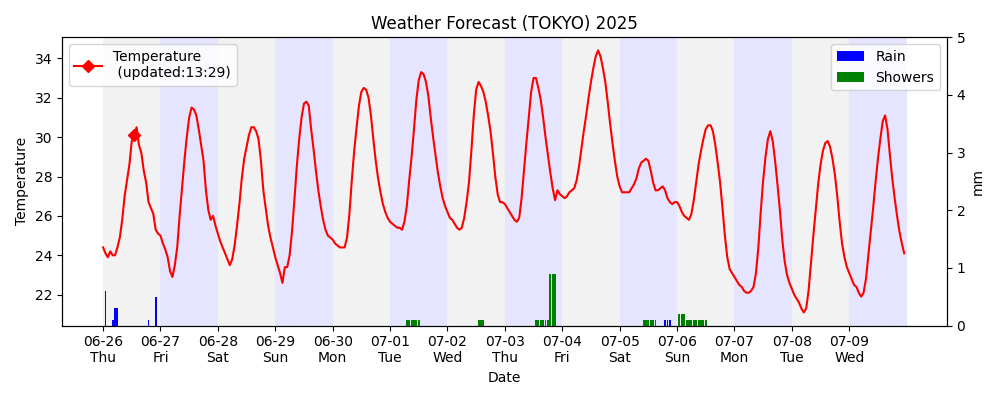 Weather Forecast (TOKYO) 2025
Temperature
(updated:13:29)
Rain
Showers
34
32
30
28
26
24
22
Temperature
5
4
3
2
1
0
mm
06-26 06-27 06-28 06-29 06-30 07-01 07-02 07-03 07-04 07-05 07-06 07-07 07-08 07-09
Thu Fri Sat Sun Mon Tue Wed Thu Fri Sat Sun Mon Tue Wed
Date